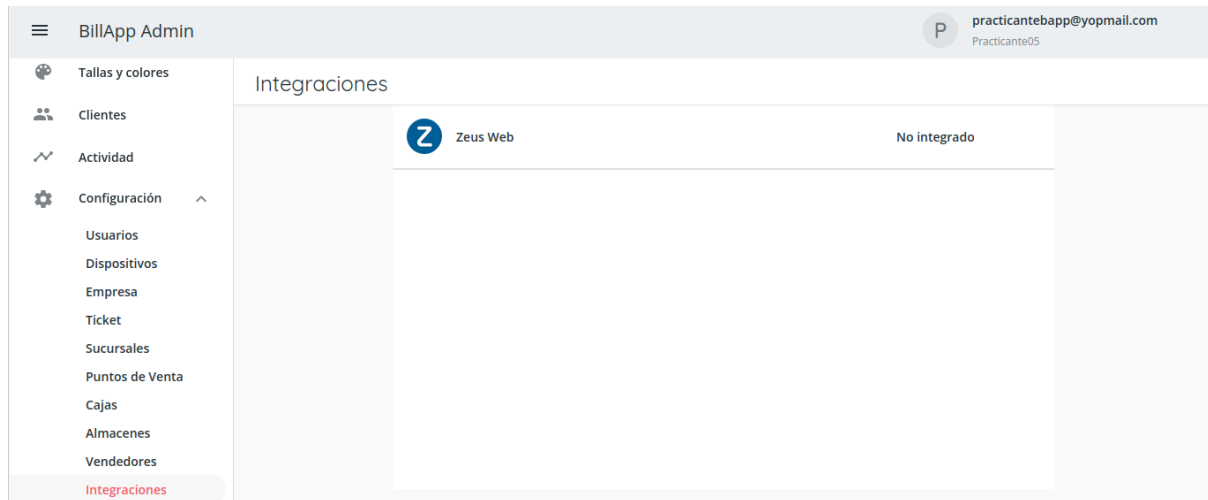 BillApp Admin
P
practicantebapp@yopmail.com
Practicante05
Tallas y colores
Clientes
Actividad
Configuración
Usuarios
Dispositivos
Empresa
Ticket
Sucursales
Puntos de Venta
Cajas
Almacenes
Vendedores
Integraciones
Integraciones
Z
Zeus Web
No integrado